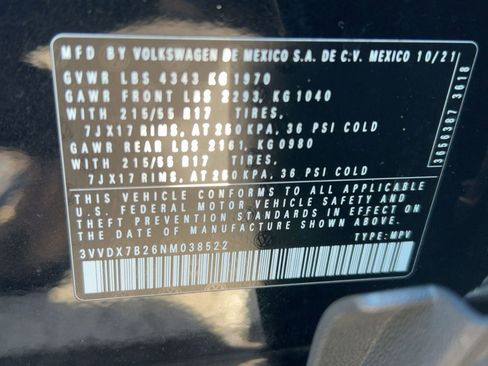 MFD BY VOLKSWAGEN DE MEXICO S.A. DE C.V. MEXICO 10/21
GVWR LBS 4343 KG 1970
GAWR FRONT LBS 2293, KG 1040
WITH 215/55 R17 TIRES,
7JX17 RIMS, AT 250KPA, 36 PSI COLD
GAWR REAR LBS 2161, KG0980
WITH 215/55 R17 TIRES,
7JX17 RIMS, AT 250KPA, 36 PSI COLD
THIS VEHICLE CONFORMS TO ALL APPLICABLE
U.S. FEDERAL MOTOR VEHICLE SAFETY AND
THEFT PREVENTION STANDARDS IN EFFECT ON
THE DATE OF MANUFACTURE SHOWN ABOVE
3VVDX7B26NM038522
TYPE: MPV
3656387 3618